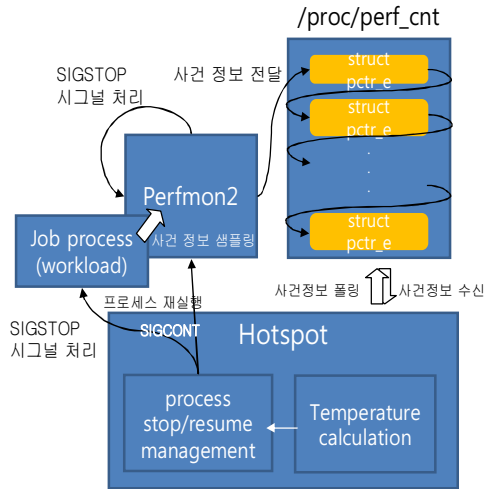 /proc/perf_cnt
struct
pctr_e
struct
pctr_e
.
.
.
struct
pctr_e
SIGSTOP
시그널 처리
사건 정보 전달
Perfmon2
사건 정보 샘플링
Job process
(workload)
프로세스 재실행
SIGCONT
SIGSTOP
시그널 처리
사건정보 폴링
사건정보 수신
Hotspot
process
stop/resume
management
Temperature
calculation